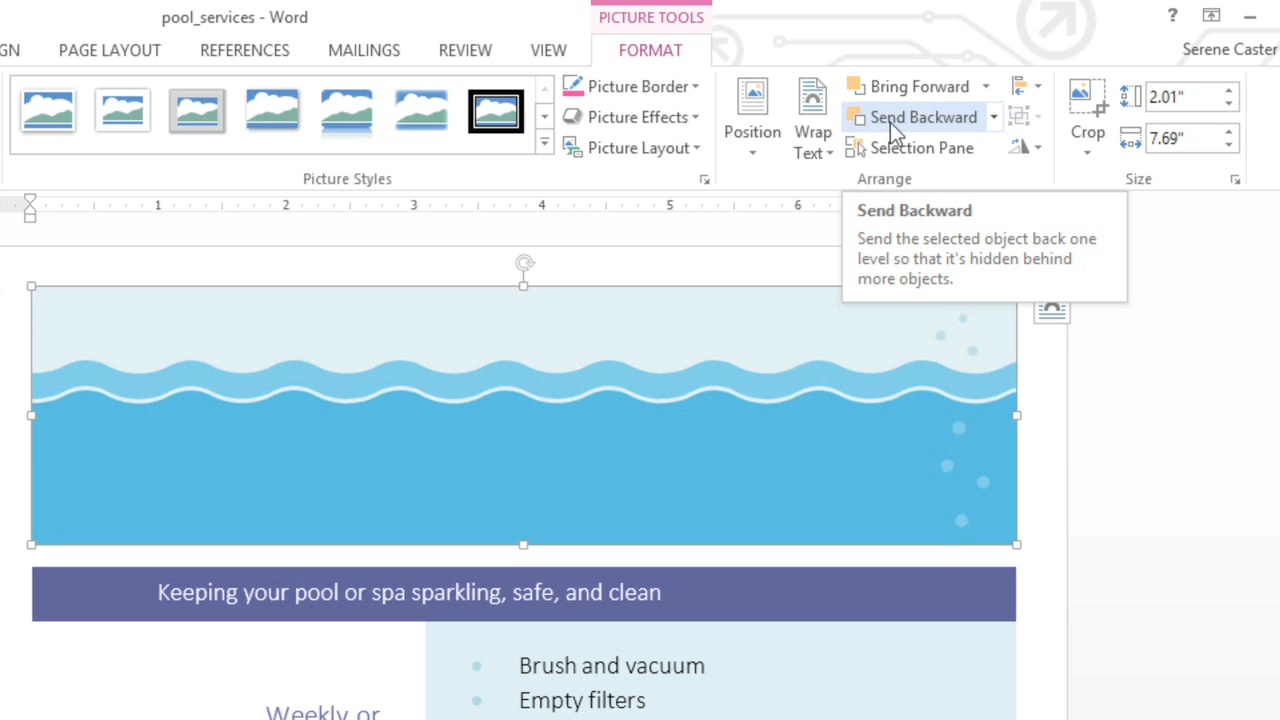 pool_services - Word
PICTURE TOOLS
?
GN PAGE LAYOUT REFERENCES MAILINGS REVIEW VIEW FORMAT
Serene Caster
Picture Border
Picture Effects
Picture Layout
Picture Styles
Position
Wrap
Text
Bring Forward
Send Backward
Selection Pane
Arrange
Crop
2.01"
7.69"
Size
1 2 3 4 5 6
Send Backward
Send the selected object back one
level so that it's hidden behind
more objects.
Keeping your pool or spa sparkling, safe, and clean
Weekly or
• Brush and vacuum
• Empty filters